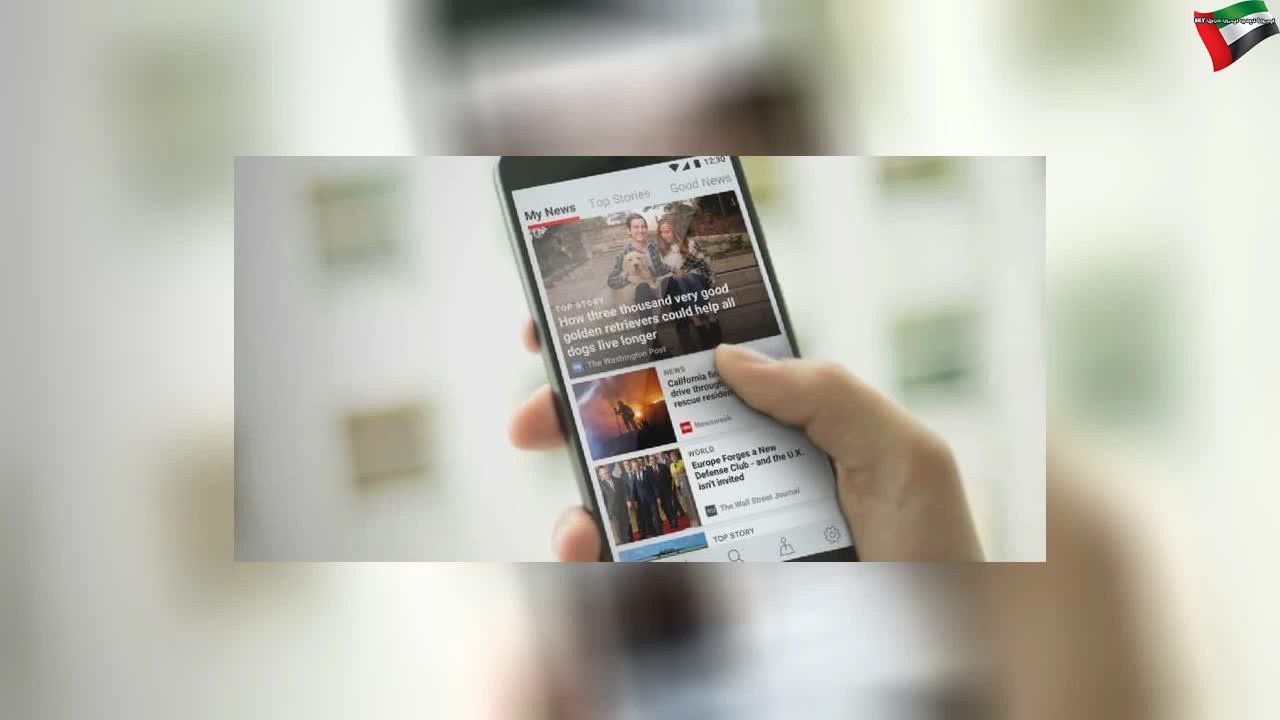 12:30
My News
Top Stories
Good News
TOP STORY
How three thousand very good
golden retrievers could help all
dogs live longer
The Washington Post
NEWS
California
drive through
rescue
Newsweek
WORLD
Europe Forges a New
Defense Club - and the U.K.
isn't invited
The Wall Street Journal
TOP STORY